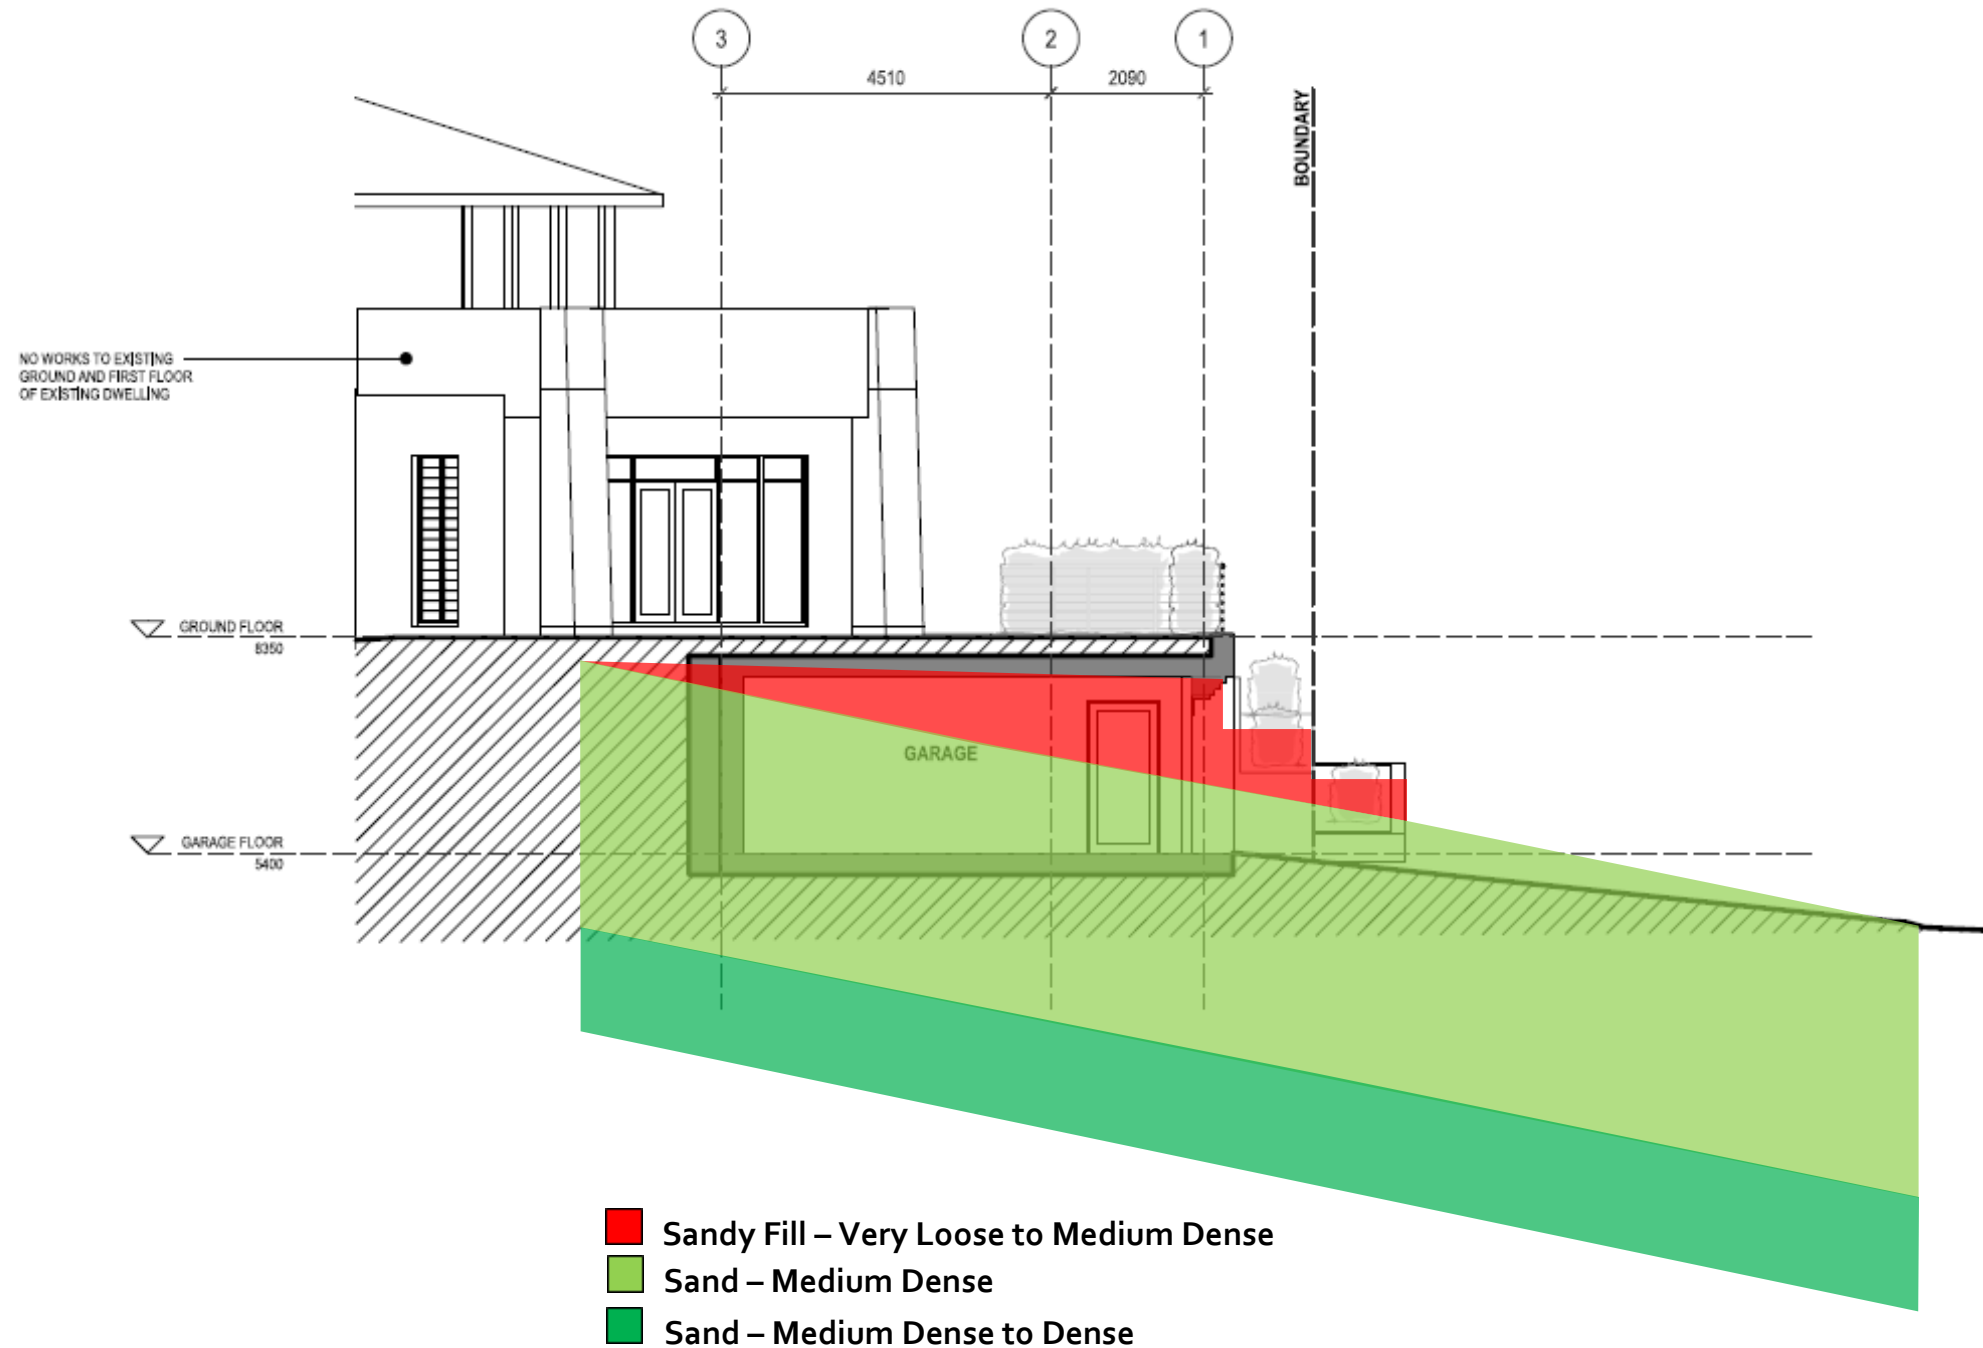 3
2
1
4510
2090
BOUNDARY
NO WORKS TO EXISTING
GROUND AND FIRST FLOOR
OF EXISTING DWELLING
GROUND FLOOR
8350
GARAGE
GARAGE FLOOR
5400
Sandy Fill – Very Loose to Medium Dense
Sand – Medium Dense
Sand – Medium Dense to Dense